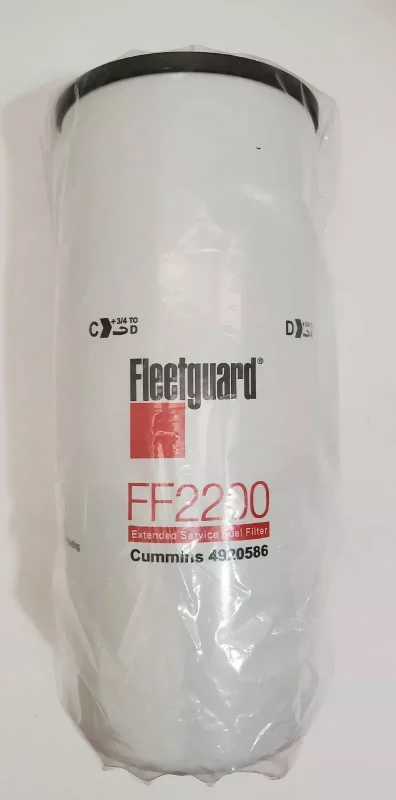 C +3/4 TO D
D
Fleetguard®
FF2200
Extended Service Fuel Filter
Cummins 4920586